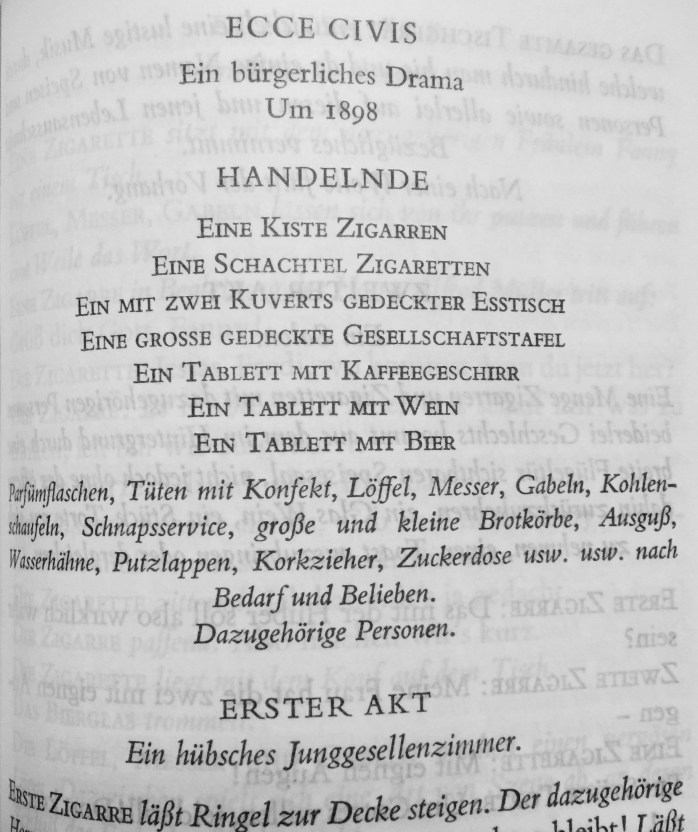 ECCE CIVIS
Ein bürgerliches Drama
Um 1898
HANDELNDE
EINE KISTE ZIGARREN
EINE SCHACHTEL ZIGARETTEN
EIN MIT ZWEI KUVERTS GEDECKTER ESSTISCH
EINE GROSSE GEDECKTE GESELLSCHAFTSTAFEL
EIN TABLETT MIT KAFFEEGESCHIRR
EIN TABLETT MIT WEIN
EIN TABLETT MIT BIER
Parfümflaschen, Tüten mit Konfekt, Löffel, Messer, Gabeln, Kohlen-
schaufeln, Schnapsservice, große und kleine Brotkörbe, Ausguß,
Wasserhähne, Putzlappen, Korkzieher, Zuckerdose usw. usw. nach
Bedarf und Belieben.
Dazugehörige Personen.
ERSTER AKT
Ein hübsches Junggesellenzimmer.
ERSTE ZIGARRE läßt Ringel zur Decke steigen. Der dazugehörige
bleibt! Läßt